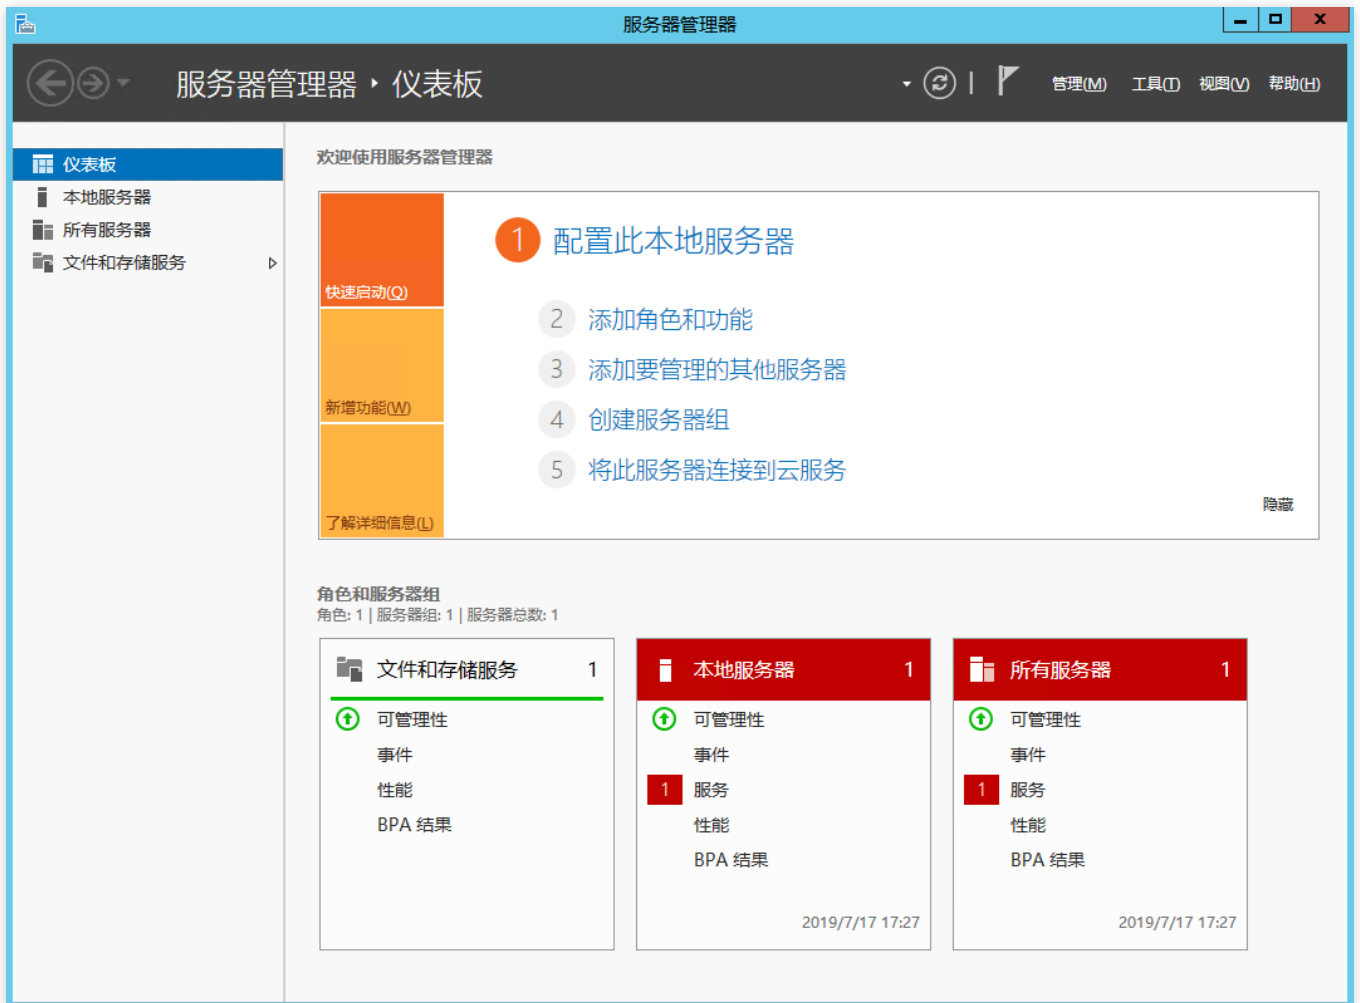 服务器管理器
服务器管理器 ‣ 仪表板
管理(M) 工具(T) 视图(V) 帮助(H)
仪表板
本地服务器
所有服务器
文件和存储服务
欢迎使用服务器管理器
快速启动(Q)
新增功能(W)
了解详细信息(L)
1 配置此本地服务器
2 添加角色和功能
3 添加要管理的其他服务器
4 创建服务器组
5 将此服务器连接到云服务
隐藏
角色和服务器组
角色: 1 | 服务器组: 1 | 服务器总数: 1
文件和存储服务 1
可管理性
事件
性能
BPA 结果
本地服务器 1
可管理性
事件
1 服务
性能
BPA 结果
2019/7/17 17:27
所有服务器 1
可管理性
事件
1 服务
性能
BPA 结果
2019/7/17 17:27